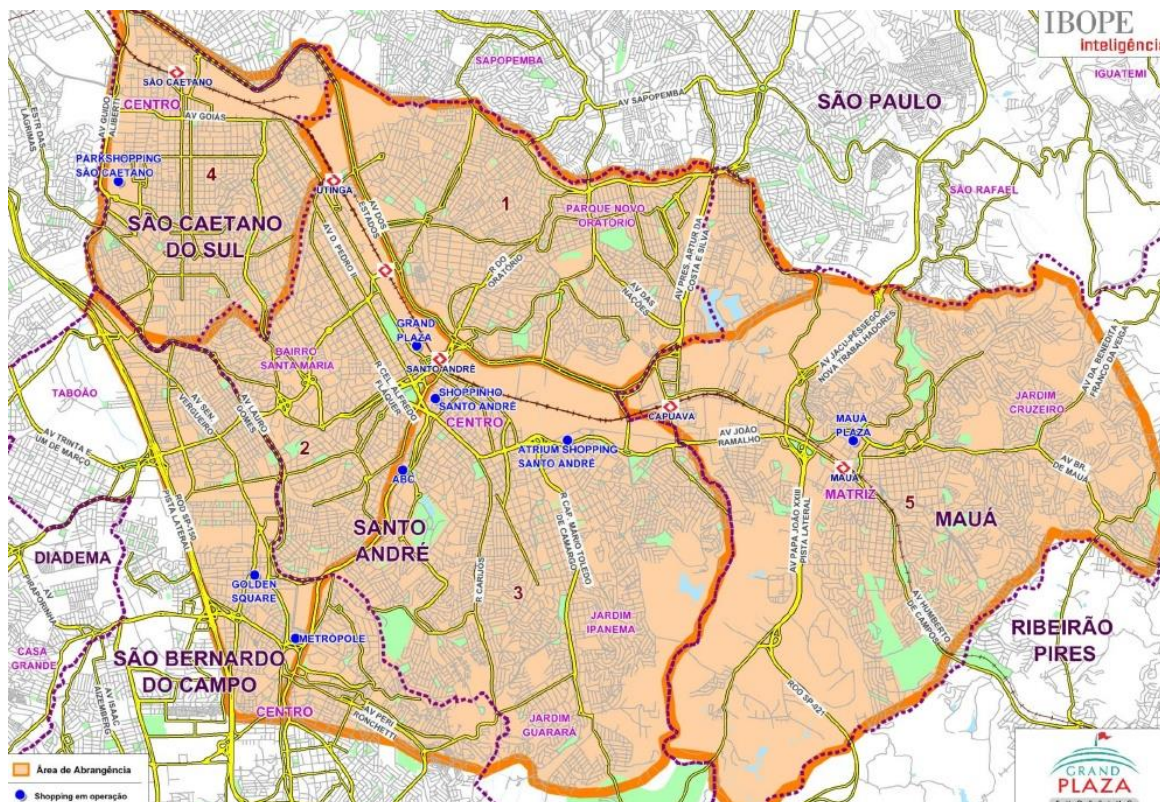 IBOPE
inteligência
IGUATEMI
SAPOPEMBA
AV SAPOPEMBA
SÃO PAULO
SÃO RAFAEL
ESTR DAS
LÁGRIMAS
AV GUIDO
ALIBERTI
SÃO CAETANO
CENTRO
AV GOIÁS
PARKSHOPPING
SÃO CAETANO
4
SÃO CAETANO
DO SUL
UTINGA
AV DOS
ESTADOS
AV D. PEDRO II
1
PARQUE NOVO
ORATÓRIO
R DO
ORATÓRIO
AV DAS
NAÇÕES
AV PRES. ARTUR DA
COSTA E SILVA
AV JACU-PÊSSEGO
NOVA TRABALHADORES
AV DA. BENEDITA
FRANCO DA VEIGA
JARDIM
CRUZEIRO
GRAND
PLAZA
SANTO ANDRÉ
BAIRRO
SANTA MARIA
R CEL. ALFREDO
FLAQUER
SHOPPINHO
SANTO ANDRÉ
CENTRO
CAPUAVA
AV JOÃO
RAMALHO
MAUÁ
PLAZA
MAUÁ
MATRIZ
AV BR.
DE MAUÁ
5
MAUÁ
TABOÃO
AV TRINTA E
UM DE MARÇO
AV SEN.
VERGUEIRO
AV LAURO
GOMES
2
ROD SP-150
PISTA LATERAL
ATRIUM SHOPPING
SANTO ANDRÉ
ABC
SANTO
ANDRÉ
R CAP. MÁRIO TOLEDO
DE CAMARGO
AV PAPA JOÃO XXIII
PISTA LATERAL
DIADEMA
AV
PIRAPORINHA
GOLDEN
SQUARE
R CARIJÓS
3
JARDIM
IPANEMA
AV HUMBERTO
DE CAMPOS
RIBEIRÃO
PIRES
CASA
GRANDE
SÃO BERNARDO
DO CAMPO
METRÓPOLE
CENTRO
AV ISAAC
AIZEMBERG
AV PERI
RONCHETTI
JARDIM
GUARARÁ
ROD SP-021
Área de Abrangência
Shopping em operação
GRAND
PLAZA